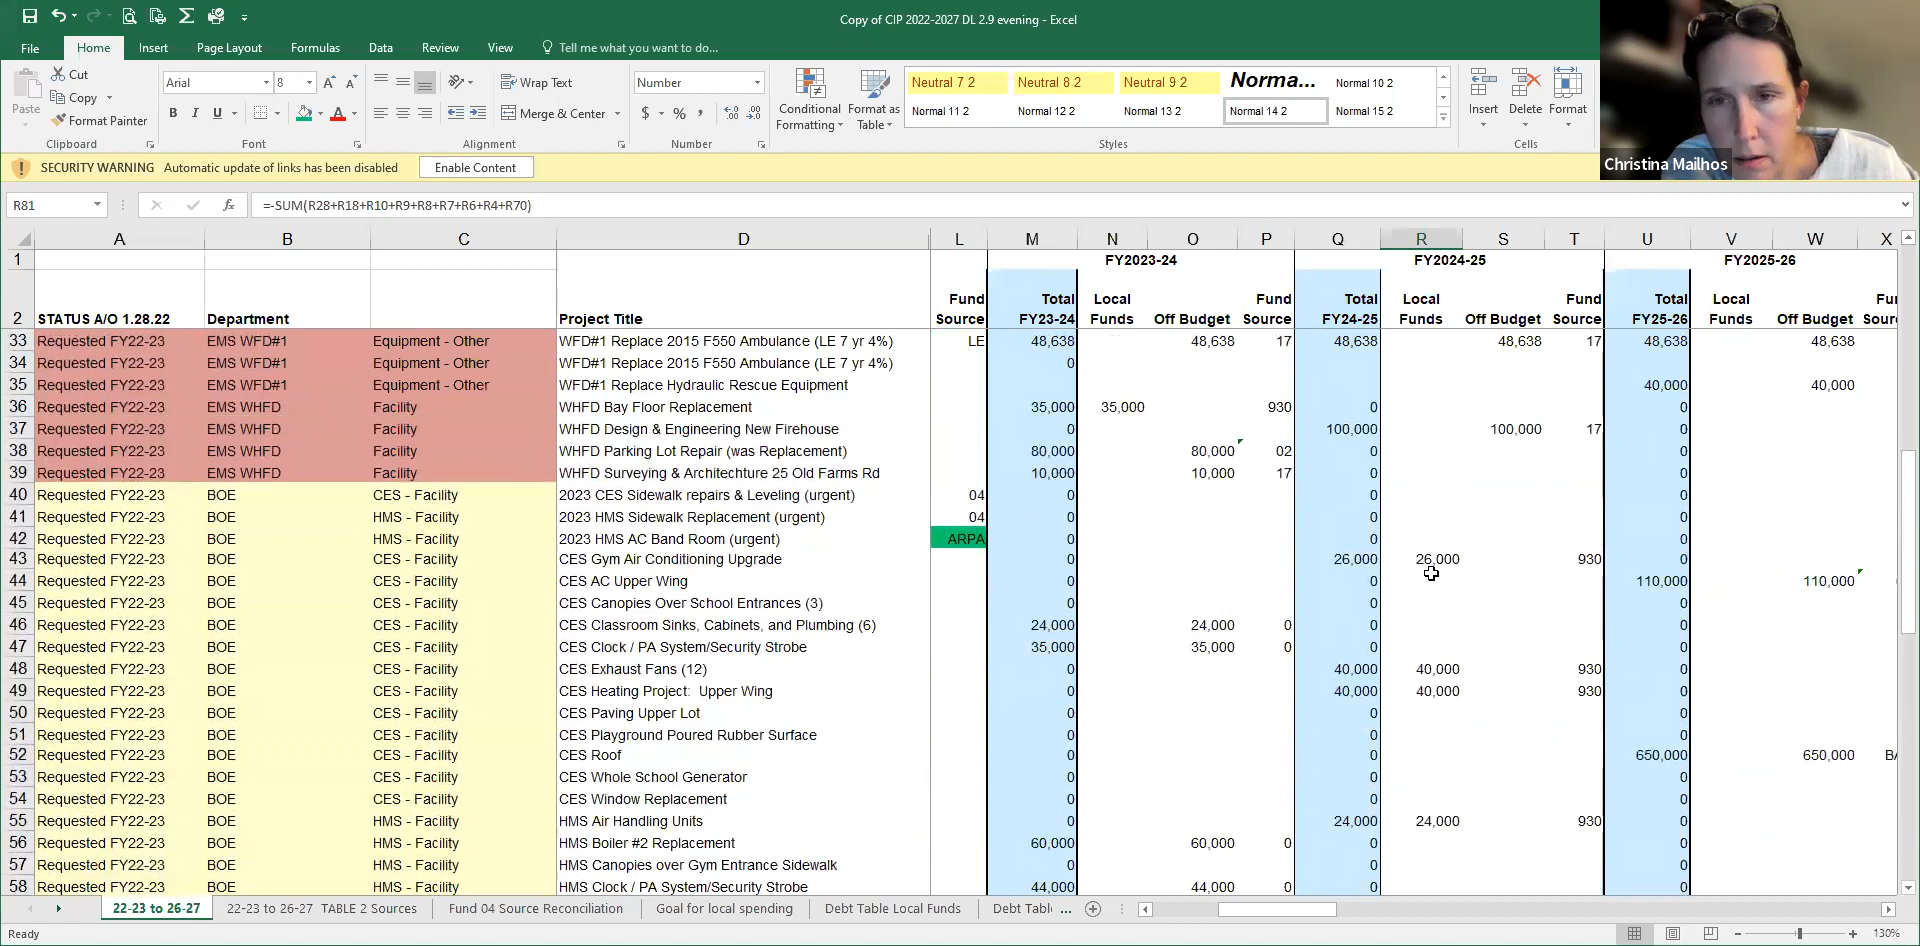 Copy of CIP 2022-2027 DL 2.9 evening - Excel
File Home Insert Page Layout Formulas Data Review View Tell me what you want to do...
Cut
Copy
Format Painter
Paste
Clipboard
Arial 8
B I U
Font
Wrap Text
Merge & Center
Alignment
Number
$ % ,
Number
Conditional Formatting
Format as Table
Neutral 7 2 Neutral 8 2 Neutral 9 2 Norma... Normal 10 2
Normal 11 2 Normal 12 2 Normal 13 2 Normal 14 2 Normal 15 2
Styles
Insert Delete Format
Cells
Christina Mailhos
SECURITY WARNING Automatic update of links has been disabled Enable Content
R81 fx =-SUM(R28+R18+R10+R9+R8+R7+R6+R4+R70)
A B C D L M N O P Q R S T U V W X
1 FY2023-24 FY2024-25 FY2025-26
Fund Total Local Fund Total Local Fund Total Local
2 STATUS A/O 1.28.22 Department Project Title Source FY23-24 Funds Off Budget Source FY24-25 Funds Off Budget Source FY25-26 Funds Off Budget
33 Requested FY22-23 EMS WFD#1 Equipment - Other WFD#1 Replace 2015 F550 Ambulance (LE 7 yr 4%) LE 48,638 48,638 17 48,638 48,638 17 48,638 48,638
34 Requested FY22-23 EMS WFD#1 Equipment - Other WFD#1 Replace 2015 F550 Ambulance (LE 7 yr 4%) 0
35 Requested FY22-23 EMS WFD#1 Equipment - Other WFD#1 Replace Hydraulic Rescue Equipment 40,000 40,000
36 Requested FY22-23 EMS WHFD Facility WHFD Bay Floor Replacement 35,000 35,000 930 0 0
37 Requested FY22-23 EMS WHFD Facility WHFD Design & Engineering New Firehouse 0 100,000 100,000 17 0
38 Requested FY22-23 EMS WHFD Facility WHFD Parking Lot Repair (was Replacement) 80,000 80,000 02 0 0
39 Requested FY22-23 EMS WHFD Facility WHFD Surveying & Architechture 25 Old Farms Rd 10,000 10,000 17 0 0
40 Requested FY22-23 BOE CES - Facility 2023 CES Sidewalk repairs & Leveling (urgent) 04 0 0 0
41 Requested FY22-23 BOE HMS - Facility 2023 HMS Sidewalk Replacement (urgent) 04 0 0 0
42 Requested FY22-23 BOE HMS - Facility 2023 HMS AC Band Room (urgent) ARPA 0 0 0
43 Requested FY22-23 BOE CES - Facility CES Gym Air Conditioning Upgrade 0 26,000 26,000 930 0
44 Requested FY22-23 BOE CES - Facility CES AC Upper Wing 0 0 110,000 110,000
45 Requested FY22-23 BOE CES - Facility CES Canopies Over School Entrances (3) 0 0 0
46 Requested FY22-23 BOE CES - Facility CES Classroom Sinks, Cabinets, and Plumbing (6) 24,000 24,000 0 0 0
47 Requested FY22-23 BOE CES - Facility CES Clock / PA System/Security Strobe 35,000 35,000 0 0 0
48 Requested FY22-23 BOE CES - Facility CES Exhaust Fans (12) 0 40,000 40,000 930 0
49 Requested FY22-23 BOE CES - Facility CES Heating Project: Upper Wing 0 40,000 40,000 930 0
50 Requested FY22-23 BOE CES - Facility CES Paving Upper Lot 0 0 0
51 Requested FY22-23 BOE CES - Facility CES Playground Poured Rubber Surface 0 0 0
52 Requested FY22-23 BOE CES - Facility CES Roof 0 0 650,000 650,000
53 Requested FY22-23 BOE CES - Facility CES Whole School Generator 0 0 0
54 Requested FY22-23 BOE CES - Facility CES Window Replacement 0 0 0
55 Requested FY22-23 BOE HMS - Facility HMS Air Handling Units 0 24,000 24,000 930 0
56 Requested FY22-23 BOE HMS - Facility HMS Boiler #2 Replacement 60,000 60,000 0 0 0
57 Requested FY22-23 BOE HMS - Facility HMS Canopies over Gym Entrance Sidewalk 0 0 0
58 Requested FY22-23 BOE HMS - Facility HMS Clock / PA System/Security Strobe 44,000 44,000 0 0 0
22-23 to 26-27 22-23 to 26-27 TABLE 2 Sources Fund 04 Source Reconciliation Goal for local spending Debt Table Local Funds Debt Tabl ...
Ready 130%